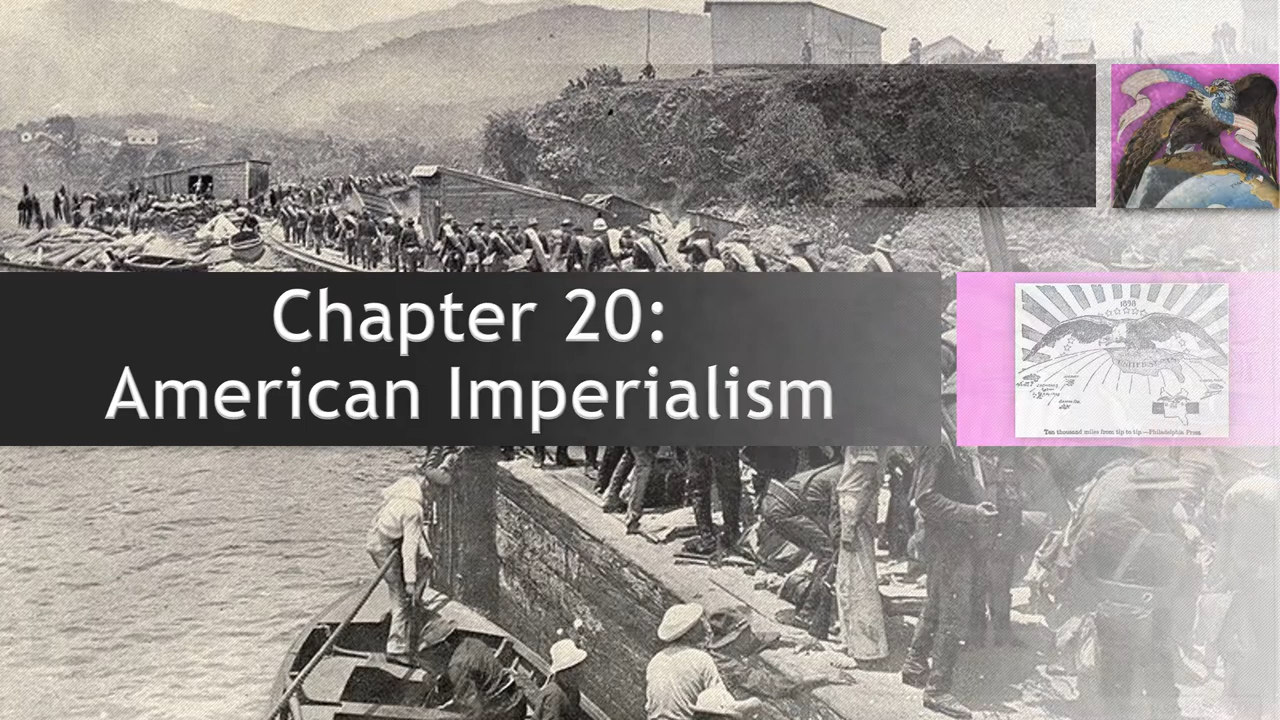 Chapter 20:
American Imperialism
1898
Ten thousand miles from tip to tip.—Philadelphia Press.